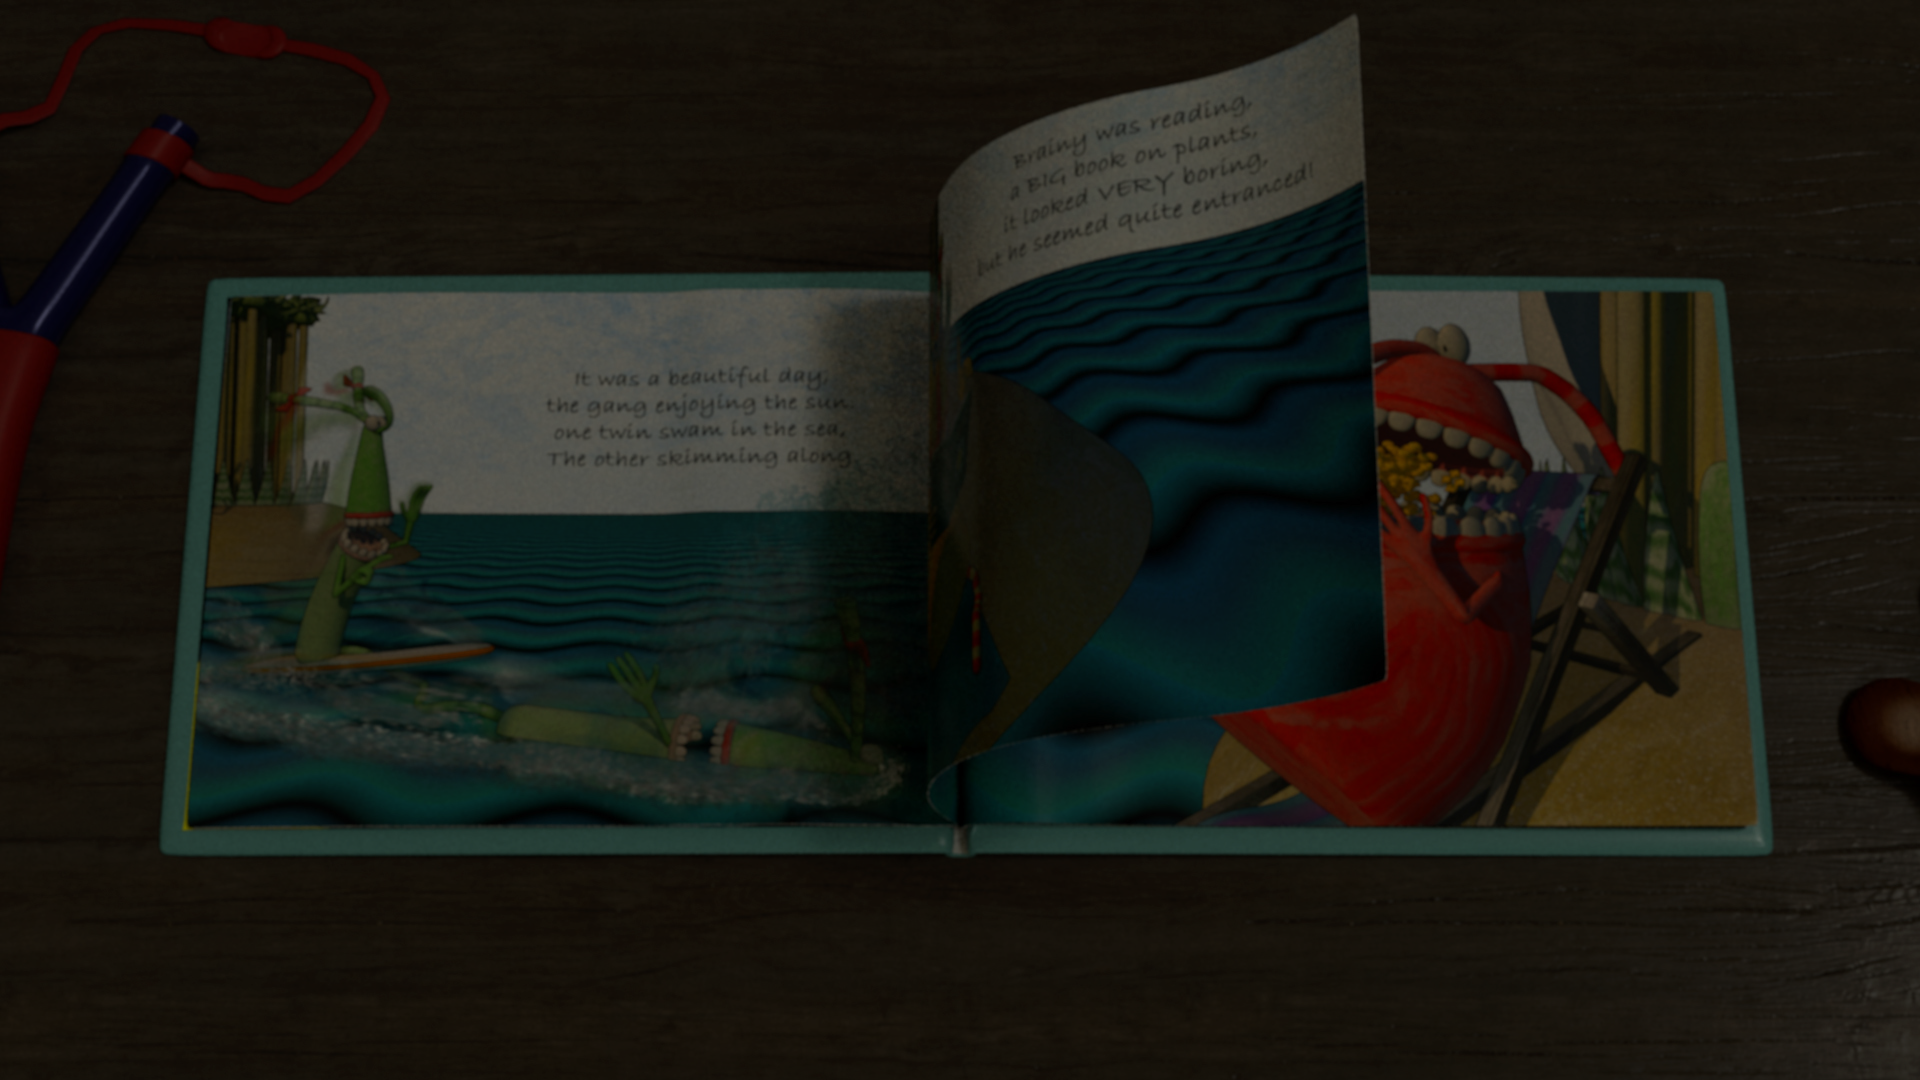 It was a beautiful day,
the gang enjoying the sun.
one twin swam in the sea,
The other skimming along.
Brainy was reading,
a BIG book on plants,
it looked VERY boring,
but he seemed quite entranced!